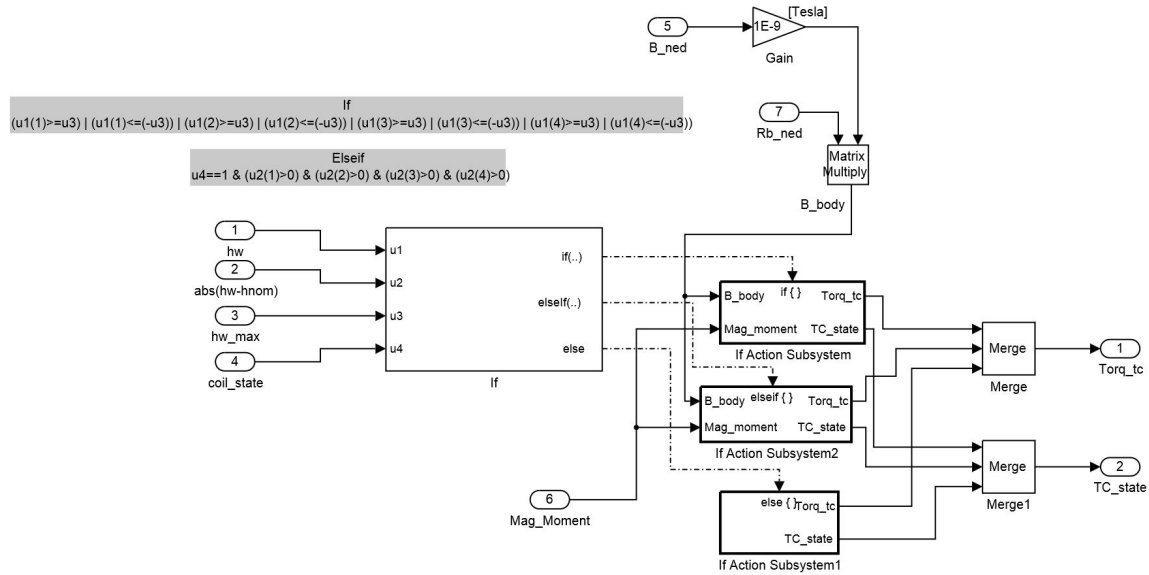 [Tesla]
5
1E-9
B_ned
Gain
If
(u1(1)>=u3) | (u1(1)<=(-u3)) | (u1(2)>=u3) | (u1(2)<=(-u3)) | (u1(3)>=u3) | (u1(3)<=(-u3)) | (u1(4)>=u3) | (u1(4)<=(-u3))
7
Rb_ned
Elseif
u4==1 & (u2(1)>0) & (u2(2)>0) & (u2(3)>0) & (u2(4)>0)
Matrix
Multiply
B_body
1
hw
2
abs(hw-hnom)
3
hw_max
4
coil_state
u1
u2
u3
u4
if(..)
elseif(..)
else
If
if { }
B_body
Torq_tc
Mag_moment
TC_state
If Action Subsystem
elseif { }
B_body
Torq_tc
Mag_moment
TC_state
If Action Subsystem2
6
Mag_Moment
else { }
Torq_tc
TC_state
If Action Subsystem1
Merge
Merge
1
Torq_tc
Merge
Merge1
2
TC_state